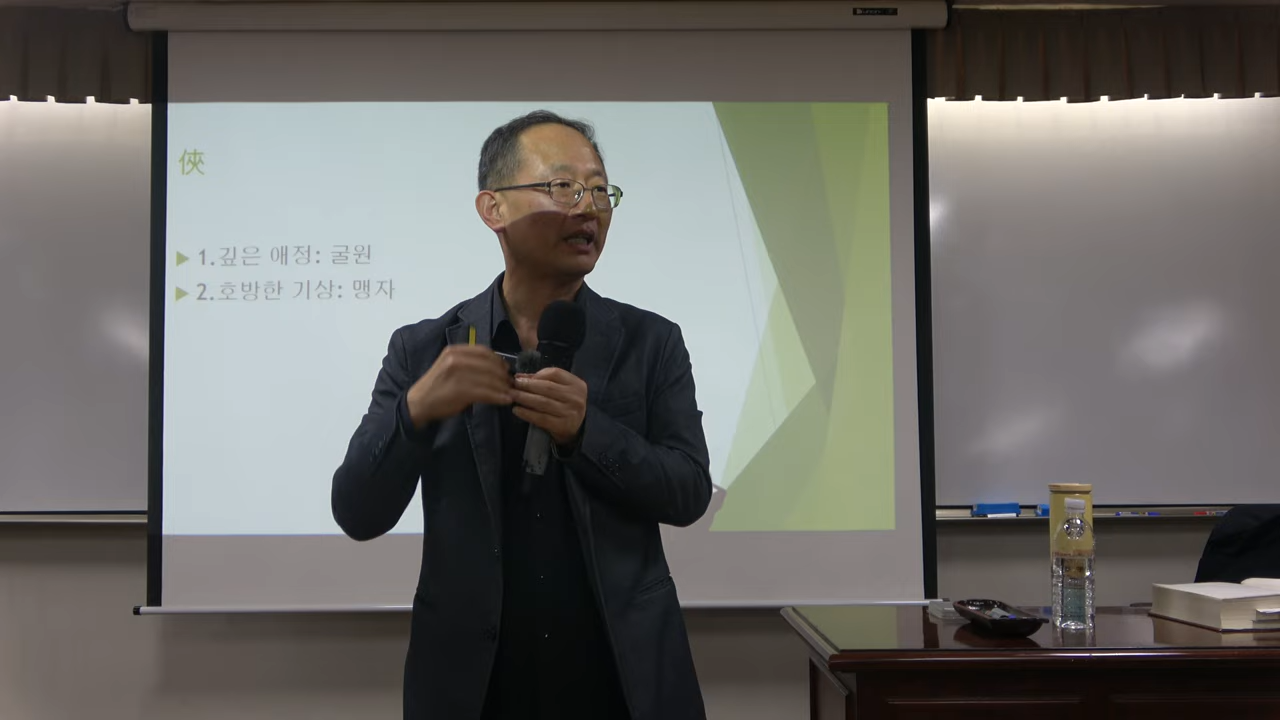 俠
1.깊은 애정: 굴원
2.호방한 기상: 맹자